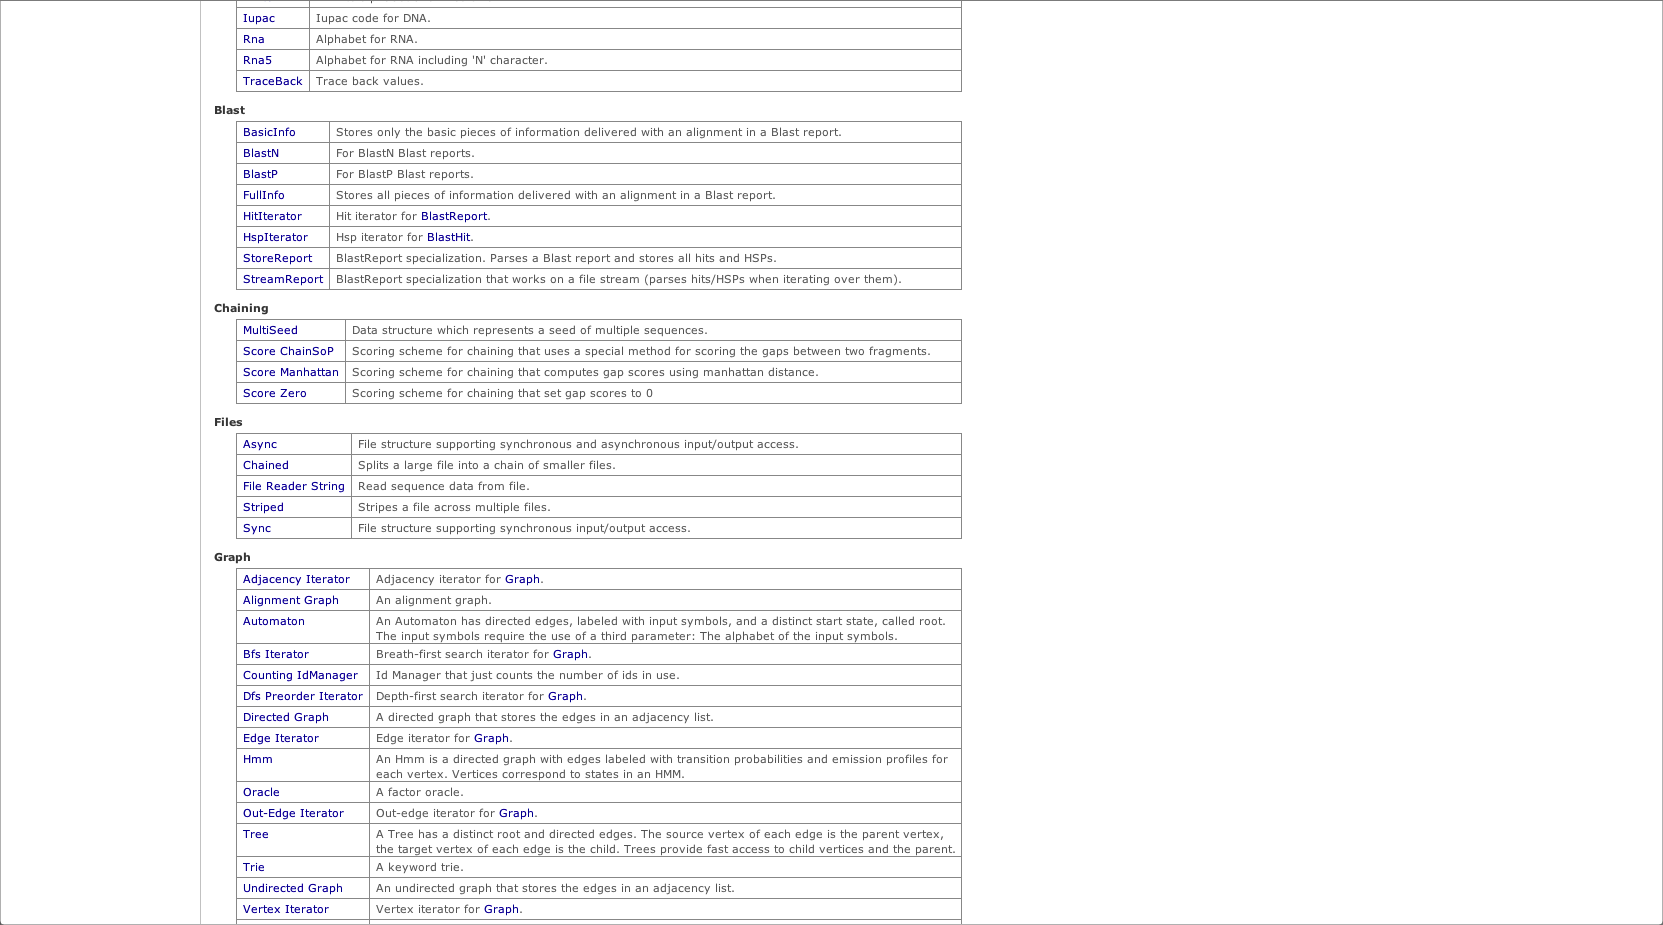 Iupac Iupac code for DNA.
Rna Alphabet for RNA.
Rna5 Alphabet for RNA including 'N' character.
TraceBack Trace back values.
Blast
BasicInfo Stores only the basic pieces of information delivered with an alignment in a Blast report.
BlastN For BlastN Blast reports.
BlastP For BlastP Blast reports.
FullInfo Stores all pieces of information delivered with an alignment in a Blast report.
HitIterator Hit iterator for BlastReport.
HspIterator Hsp iterator for BlastHit.
StoreReport BlastReport specialization. Parses a Blast report and stores all hits and HSPs.
StreamReport BlastReport specialization that works on a file stream (parses hits/HSPs when iterating over them).
Chaining
MultiSeed Data structure which represents a seed of multiple sequences.
Score ChainSoP Scoring scheme for chaining that uses a special method for scoring the gaps between two fragments.
Score Manhattan Scoring scheme for chaining that computes gap scores using manhattan distance.
Score Zero Scoring scheme for chaining that set gap scores to 0
Files
Async File structure supporting synchronous and asynchronous input/output access.
Chained Splits a large file into a chain of smaller files.
File Reader String Read sequence data from file.
Striped Stripes a file across multiple files.
Sync File structure supporting synchronous input/output access.
Graph
Adjacency Iterator Adjacency iterator for Graph.
Alignment Graph An alignment graph.
Automaton An Automaton has directed edges, labeled with input symbols, and a distinct start state, called root.
The input symbols require the use of a third parameter: The alphabet of the input symbols.
Bfs Iterator Breath-first search iterator for Graph.
Counting IdManager Id Manager that just counts the number of ids in use.
Dfs Preorder Iterator Depth-first search iterator for Graph.
Directed Graph A directed graph that stores the edges in an adjacency list.
Edge Iterator Edge iterator for Graph.
Hmm An Hmm is a directed graph with edges labeled with transition probabilities and emission profiles for
each vertex. Vertices correspond to states in an HMM.
Oracle A factor oracle.
Out-Edge Iterator Out-edge iterator for Graph.
Tree A Tree has a distinct root and directed edges. The source vertex of each edge is the parent vertex,
the target vertex of each edge is the child. Trees provide fast access to child vertices and the parent.
Trie A keyword trie.
Undirected Graph An undirected graph that stores the edges in an adjacency list.
Vertex Iterator Vertex iterator for Graph.